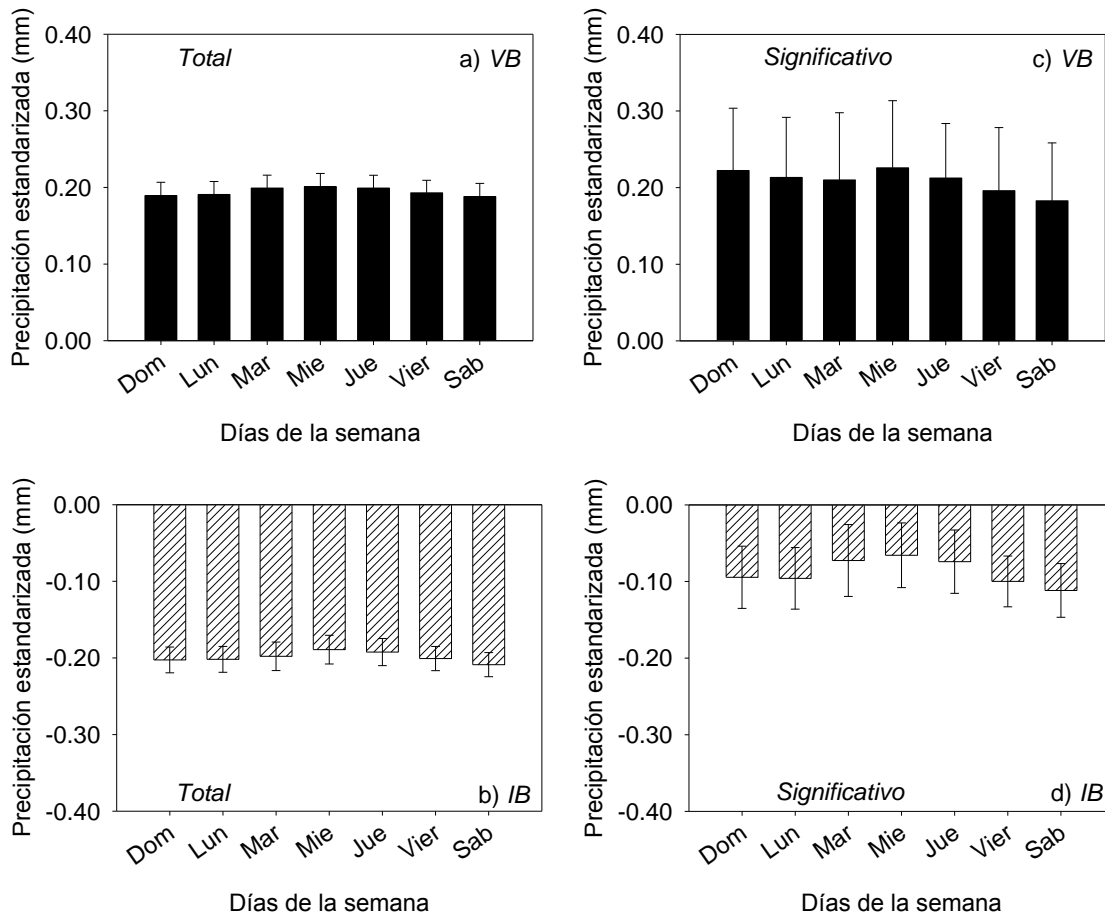 Precipitación estandarizada (mm)
0.40
0.30
0.20
0.10
0.00
Total
a) VB
Dom
Lun
Mar
Mie
Jue
Vier
Sab
Días de la semana
Precipitación estandarizada (mm)
0.40
0.30
0.20
0.10
0.00
Significativo
c) VB
Dom
Lun
Mar
Mie
Jue
Vier
Sab
Días de la semana
Precipitación estandarizada (mm)
0.00
-0.10
-0.20
-0.30
-0.40
Total
b) IB
Dom
Lun
Mar
Mie
Jue
Vier
Sab
Días de la semana
Precipitación estandarizada (mm)
0.00
-0.10
-0.20
-0.30
-0.40
Significativo
d) IB
Dom
Lun
Mar
Mie
Jue
Vier
Sab
Días de la semana